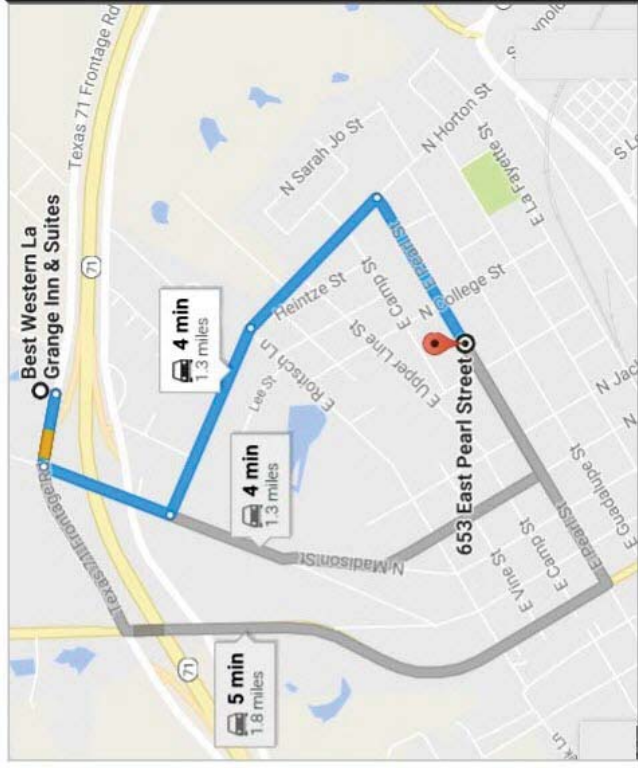 Best Western La
Grange Inn & Suites
Texas 71 Frontage Rd
71
N Sarah Jo St
N Horton St
E La Fayette St
4 min
1.3 miles
Heintze St
E Pearl St
N College St
E Camp St
E Upper Line St
Lee St
E Roitsch Ln
4 min
1.3 miles
653 East Pearl Street
N Madison St
Texas 71 Frontage R
E Vine St
E Camp St
E Pearl St
E Guadalupe St
71
5 min
1.8 miles